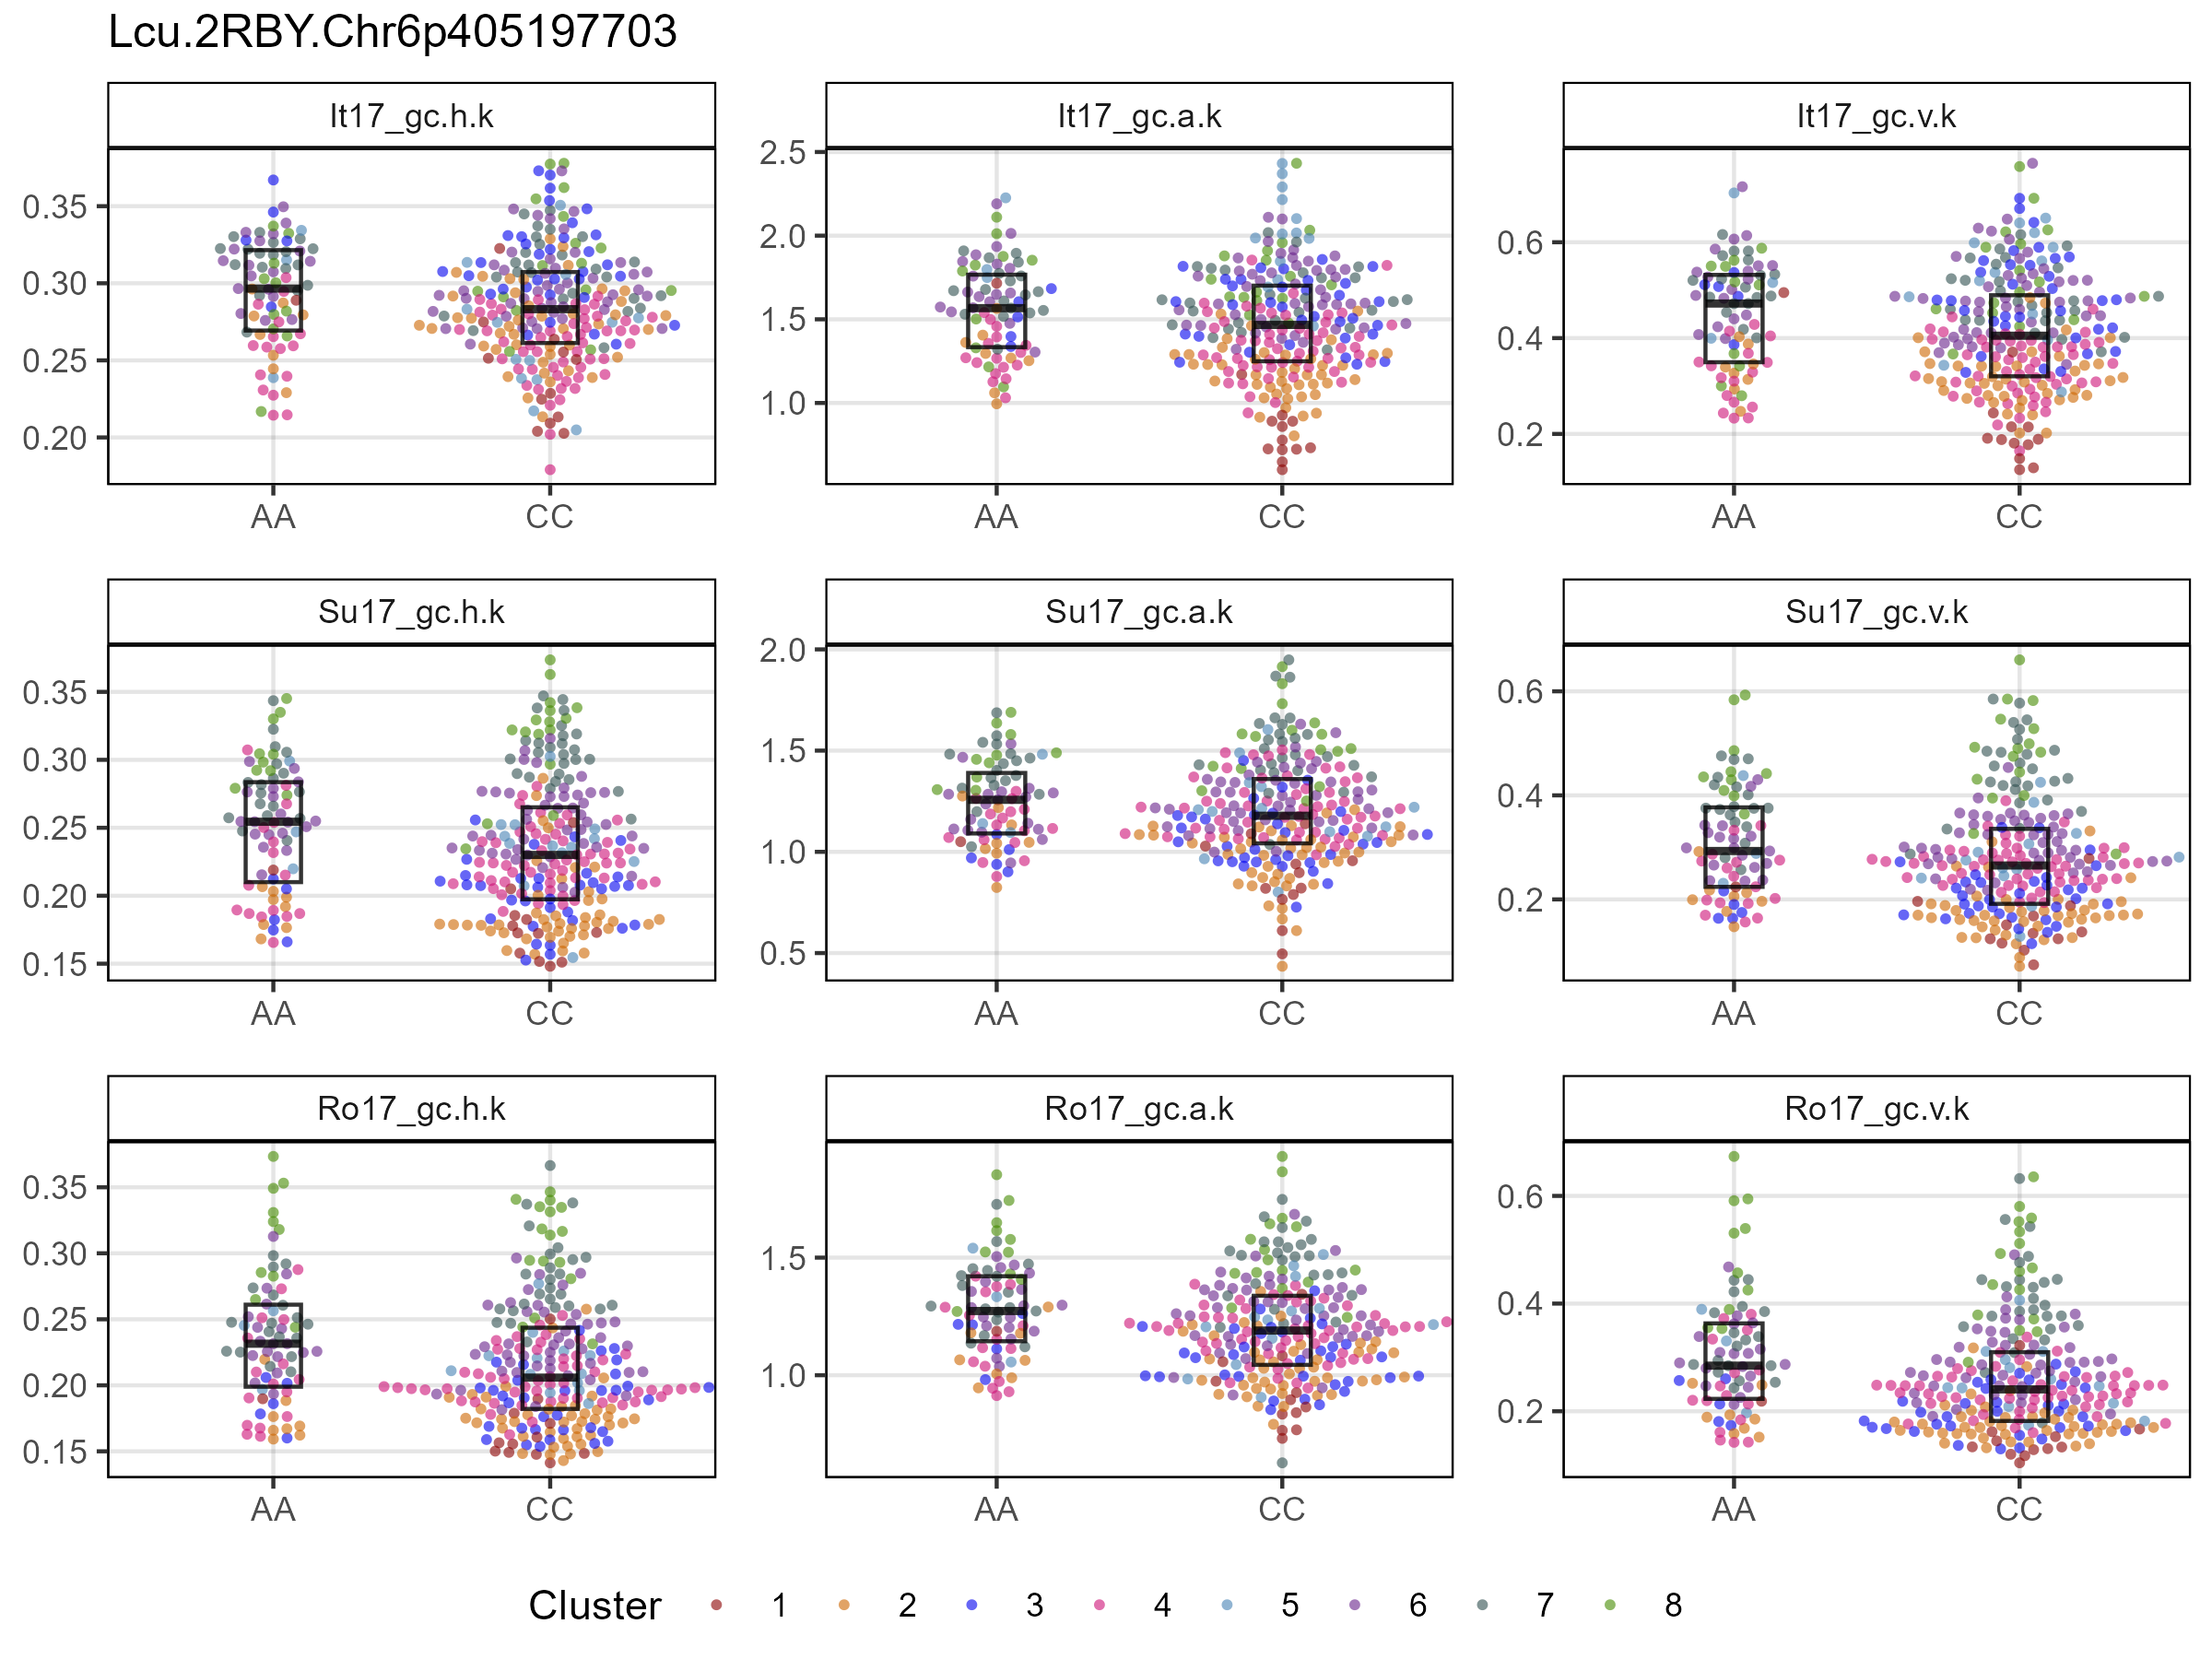 Lcu.2RBY.Chr6p405197703
It17_gc.h.k
It17_gc.a.k
It17_gc.v.k
0.35
0.30
0.25
0.20
AA
CC
2.5
2.0
1.5
1.0
AA
CC
0.6
0.4
0.2
AA
CC
Su17_gc.h.k
Su17_gc.a.k
Su17_gc.v.k
0.35
0.30
0.25
0.20
0.15
AA
CC
2.0
1.5
1.0
0.5
AA
CC
0.6
0.4
0.2
AA
CC
Ro17_gc.h.k
Ro17_gc.a.k
Ro17_gc.v.k
0.35
0.30
0.25
0.20
0.15
AA
CC
1.5
1.0
AA
CC
0.6
0.4
0.2
AA
CC
Cluster 1 2 3 4 5 6 7 8